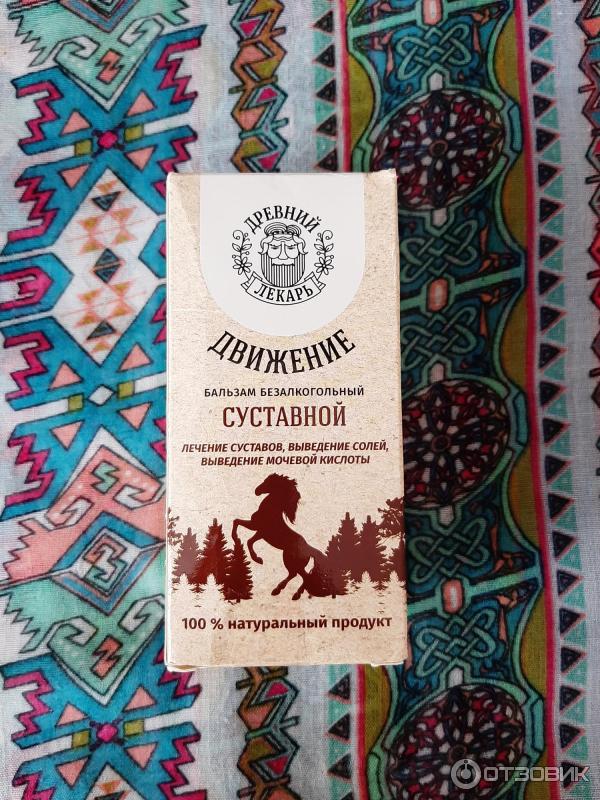 ДРЕВНИЙ
ЛЕКАРЬ
ДВИЖЕНИЕ
БАЛЬЗАМ БЕЗАЛКОГОЛЬНЫЙ
СУСТАВНОЙ
ЛЕЧЕНИЕ СУСТАВОВ, ВЫВЕДЕНИЕ СОЛЕЙ,
ВЫВЕДЕНИЕ МОЧЕВОЙ КИСЛОТЫ
100 % натуральный продукт
ОТЗОВИК